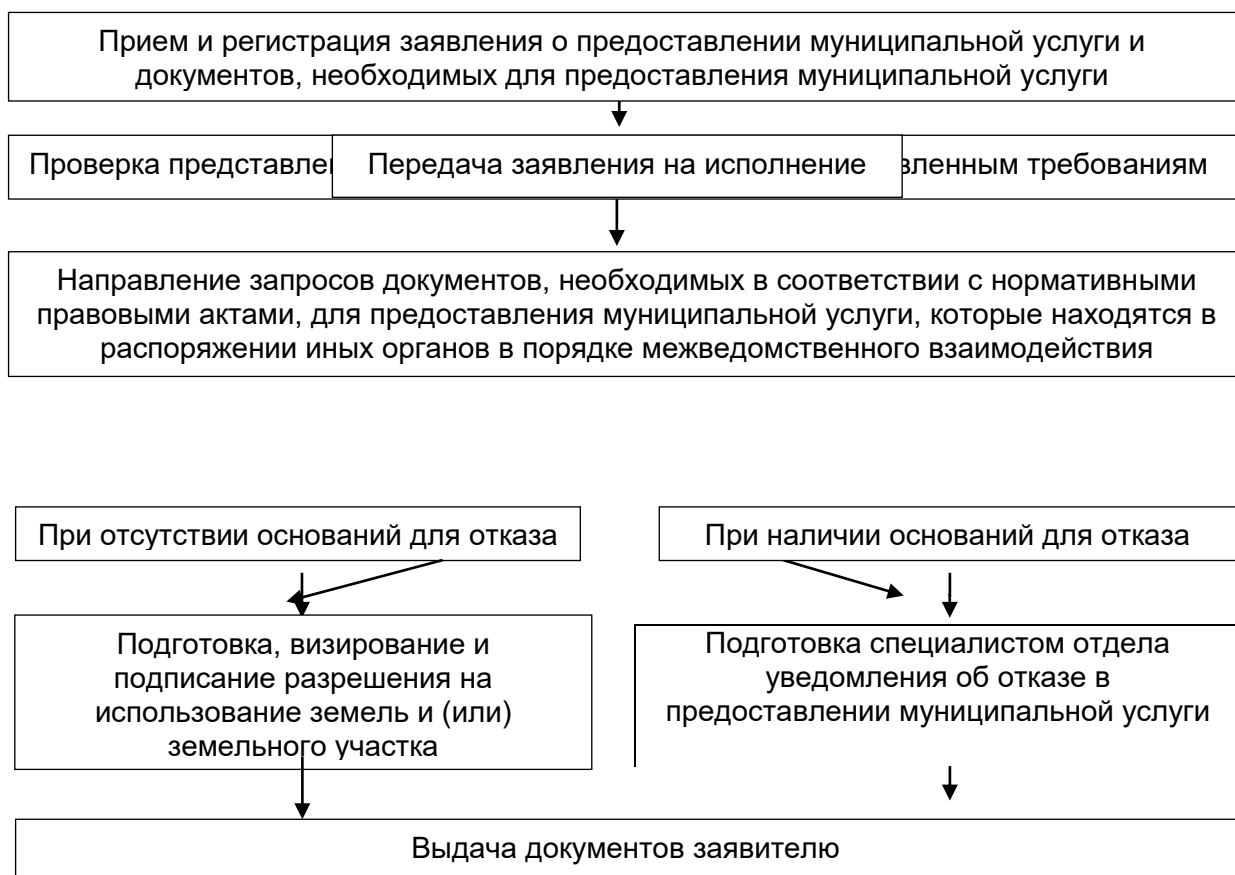 Прием и регистрация заявления о предоставлении муниципальной услуги и
документов, необходимых для предоставления муниципальной услуги
Проверка Передача заявления на исполнение требованиям
Направление запросов документов, необходимых в соответствии с нормативными
правовыми актами, для предоставления муниципальной услуги, которые находятся в
распоряжении иных органов в порядке межведомственного взаимодействия
При отсутствии оснований для отказа
При наличии оснований для отказа
Подготовка, визирование и
подписание разрешения на
использование земель и (или)
земельного участка
Подготовка специалистом отдела
уведомления об отказе в
предоставлении муниципальной услуги
Выдача документов заявителю